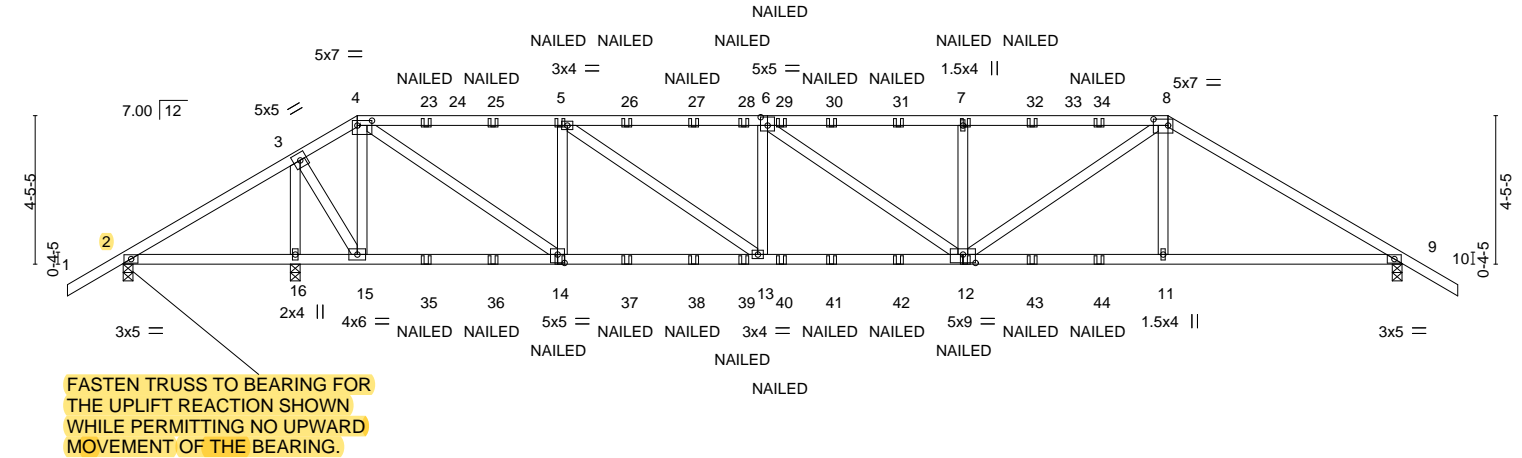 NAILED
NAILED NAILED NAILED NAILED NAILED
5x7 = 3x4 = 5x5 = 1.5x4 || 5x7 =
NAILED NAILED NAILED NAILED NAILED NAILED
7.00 12 5x5 // 4 23 24 25 5 26 27 28 6 29 30 31 7 32 33 34 8
3
4-5-5 4-5-5
2 9
0-4-5 1 10 0-4-5
16 15 35 36 14 37 38 39 13 40 41 42 12 43 44 11
2x4 ||
3x5 = 4x6 = NAILED NAILED 5x5 = NAILED NAILED 3x4 = NAILED NAILED 5x9 = NAILED NAILED 1.5x4 || 3x5 =
NAILED NAILED NAILED
NAILED
FASTEN TRUSS TO BEARING FOR
THE UPLIFT REACTION SHOWN
WHILE PERMITTING NO UPWARD
MOVEMENT OF THE BEARING.